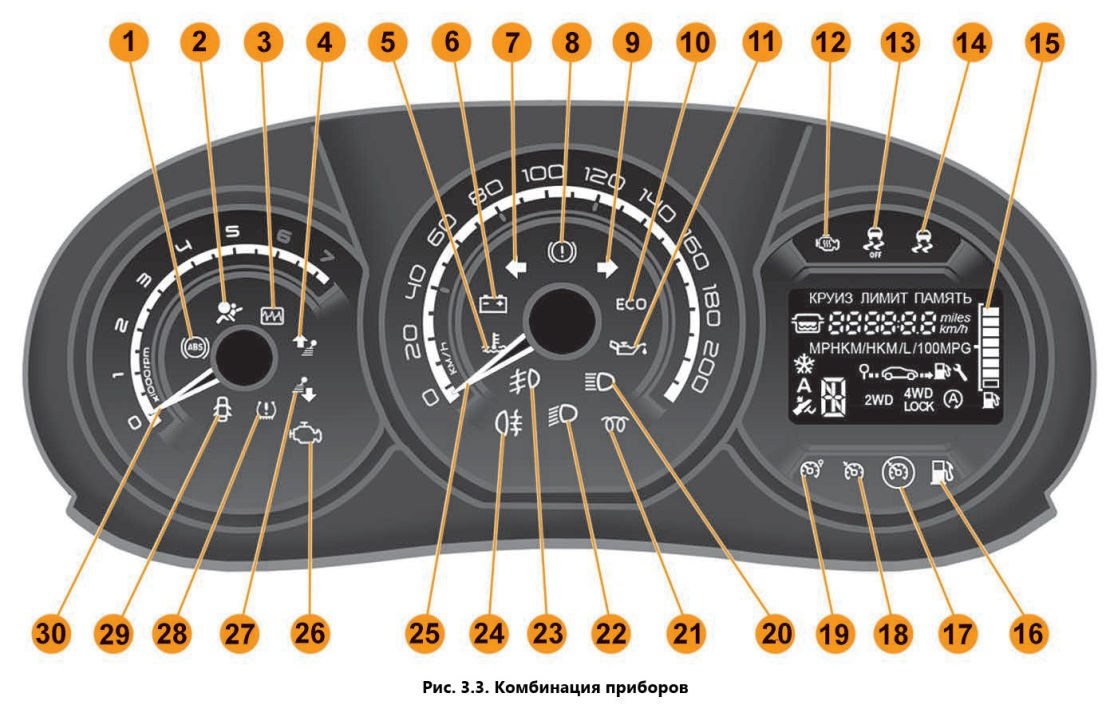 1 2 3 4 5 6 7 8 9 10 11 12 13 14 15
0 1 2 3 4 5 6 7
x1000rpm
ABS
0 20 40 60 80 100 120 140 160 180 200
km/h
ECO
OFF
КРУИЗ ЛИМИТ ПАМЯТЬ
888888 miles
km/h
MPHKM/HKM/L/100MPG
A
2WD 4WD LOCK A
30 29 28 27 26 25 24 23 22 21 20 19 18 17 16
Рис. 3.3. Комбинация приборов